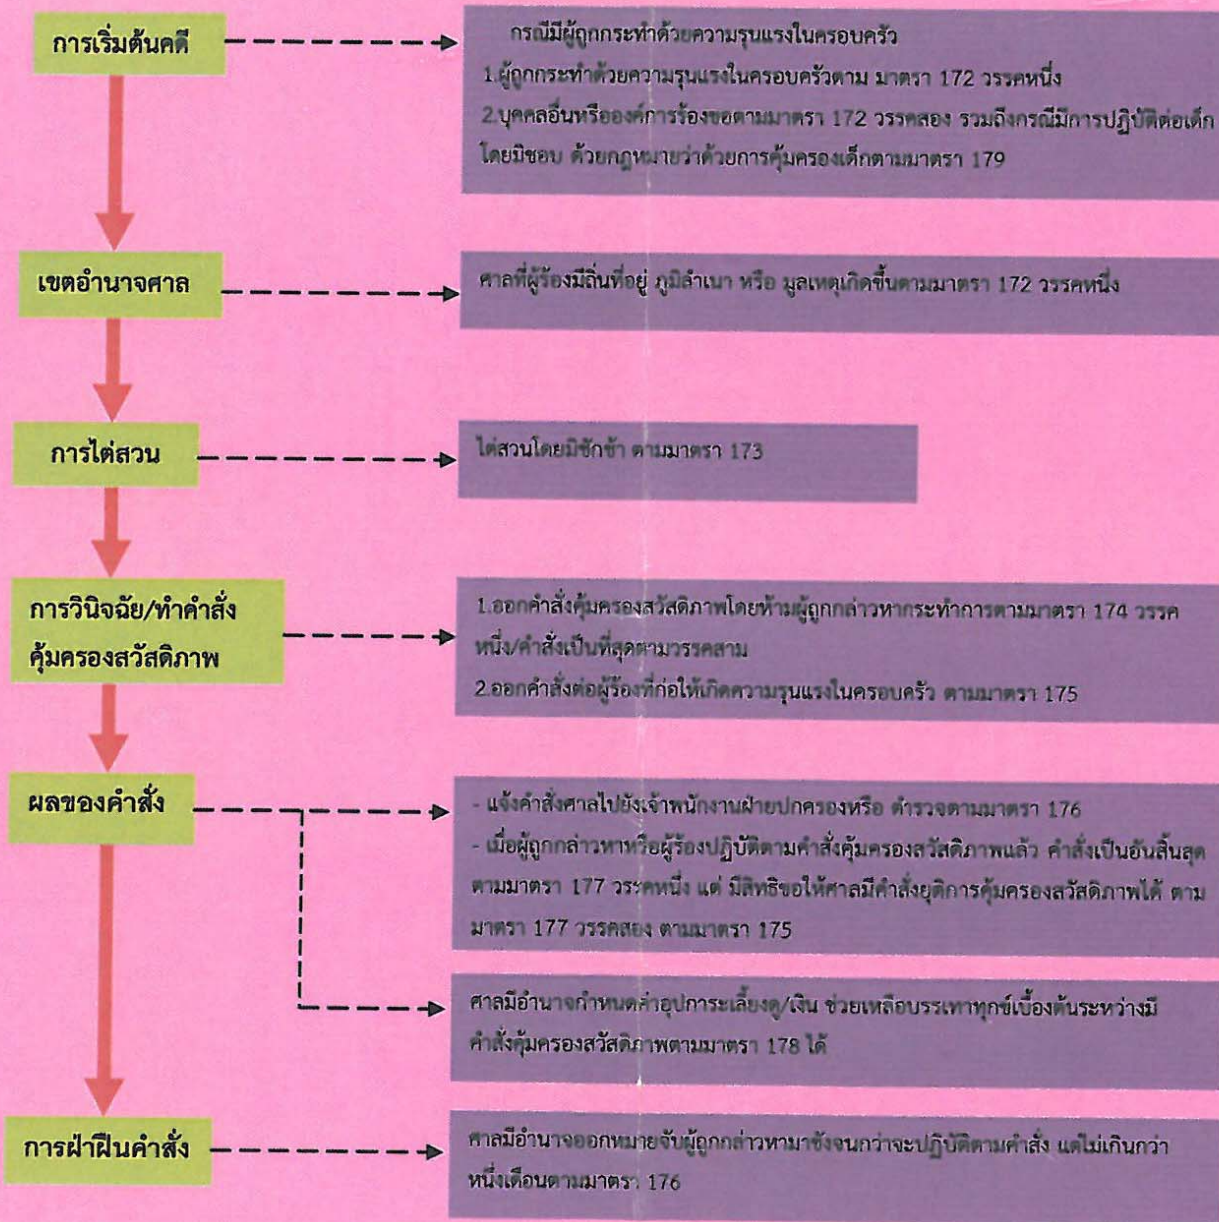 การเริ่มต้นคดี
กรณีมีผู้ถูกกระทำด้วยความรุนแรงในครอบครัว
1.ผู้ถูกกระทำด้วยความรุนแรงในครอบครัวตาม มาตรา 172 วรรคหนึ่ง
2.บุคคลอื่นหรือองค์การร้องขอตามมาตรา 172 วรรคสอง รวมถึงกรณีมีการปฏิบัติต่อเด็ก
โดยมิชอบ ด้วยกฎหมายว่าด้วยการคุ้มครองเด็กตามมาตรา 179
เขตอำนาจศาล
ศาลที่ผู้ร้องมีถิ่นที่อยู่ ภูมิลำเนา หรือ มูลเหตุเกิดขึ้นตามมาตรา 172 วรรคหนึ่ง
การไต่สวน
ไต่สวนโดยมิชักช้า ตามมาตรา 173
การวินิจฉัย/ทำคำสั่ง
คุ้มครองสวัสดิภาพ
1.ออกคำสั่งคุ้มครองสวัสดิภาพโดยห้ามผู้ถูกกล่าวหากระทำการตามมาตรา 174 วรรค
หนึ่ง/คำสั่งเป็นที่สุดตามวรรคสาม
2.ออกคำสั่งต่อผู้ร้องที่ก่อให้เกิดความรุนแรงในครอบครัว ตามมาตรา 175
ผลของคำสั่ง
- แจ้งคำสั่งศาลไปยังเจ้าพนักงานฝ่ายปกครองหรือ ตำรวจตามมาตรา 176
- เมื่อผู้ถูกกล่าวหาหรือผู้ร้องปฏิบัติตามคำสั่งคุ้มครองสวัสดิภาพแล้ว คำสั่งเป็นอันสิ้นสุด
ตามมาตรา 177 วรรคหนึ่ง แต่ มีสิทธิขอให้ศาลมีคำสั่งยุติการคุ้มครองสวัสดิภาพได้ ตาม
มาตรา 177 วรรคสอง ตามมาตรา 175
ศาลมีอำนาจกำหนดค่าอุปการะเลี้ยงดู/เงิน ช่วยเหลือบรรเทาทุกข์เบื้องต้นระหว่างมี
คำสั่งคุ้มครองสวัสดิภาพตามมาตรา 178 ได้
การฝ่าฝืนคำสั่ง
ศาลมีอำนาจออกหมายจับผู้ถูกกล่าวหามาขังจนกว่าจะปฏิบัติตามคำสั่ง แต่ไม่เกินกว่า
หนึ่งเดือนตามมาตรา 176